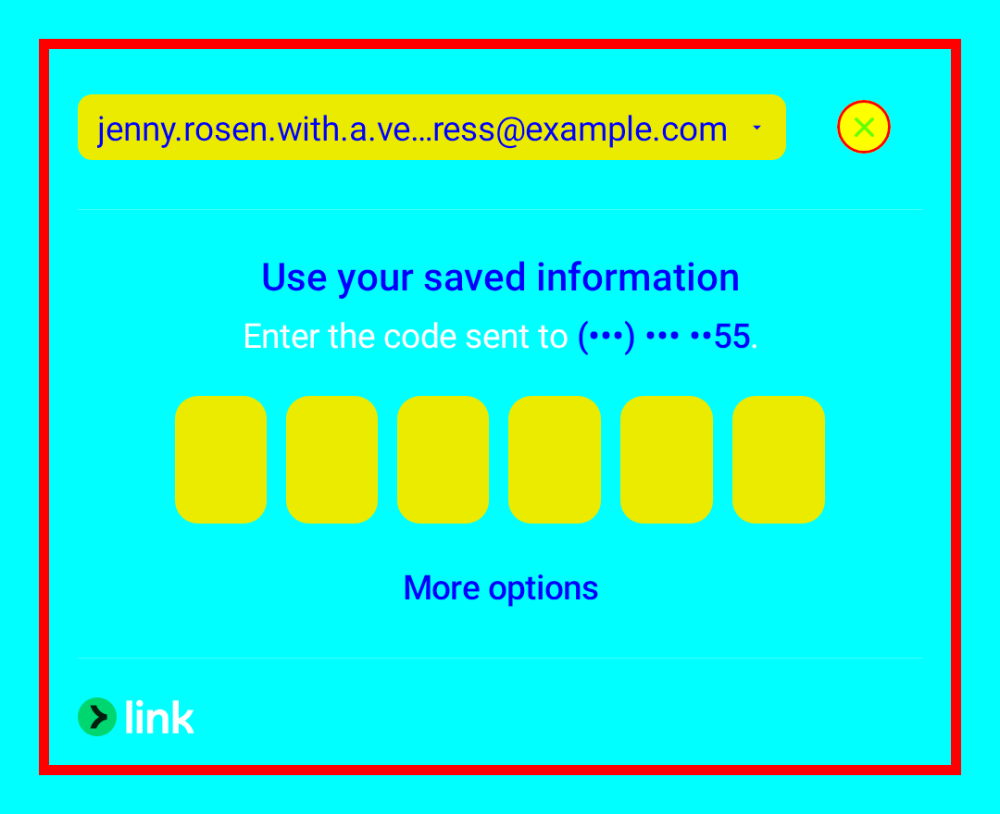 jenny.rosen.with.a.ve...ress@example.com
Use your saved information
Enter the code sent to (•••) ••• ••55.
More options
link